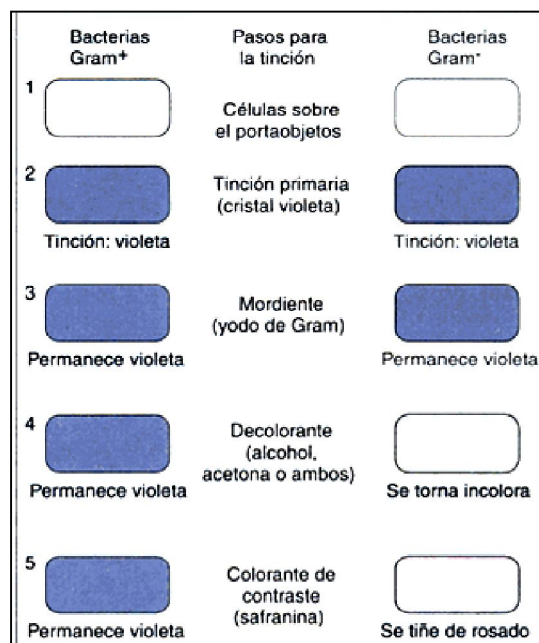 Bacterias
Gram+
Pasos para
la tinción
Bacterias
Gram-
1
Células sobre
el portaobjetos
2
Tinción primaria
(cristal violeta)
Tinción: violeta
Tinción: violeta
3
Mordiente
(yodo de Gram)
Permanece violeta
Permanece violeta
4
Decolorante
(alcohol,
acetona o ambos)
Permanece violeta
Se torna incolora
5
Colorante de
contraste
(safranina)
Permanece violeta
Se tiñe de rosado